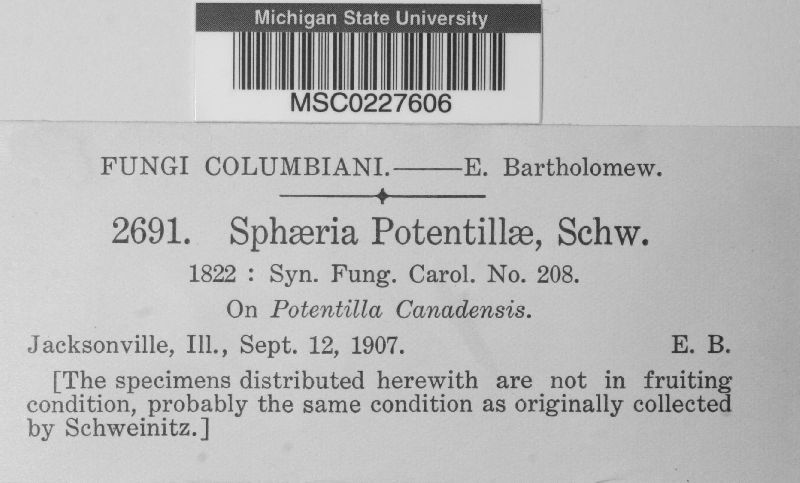 Michigan State University
MSC0227606
FUNGI COLUMBIANI.———E. Bartholomew.
2691. Sphæria Potentillæ, Schw.
1822 : Syn. Fung. Carol. No. 208.
On Potentilla Canadensis.
Jacksonville, Ill., Sept. 12, 1907. E. B.
[The specimens distributed herewith are not in fruiting
condition, probably the same condition as originally collected
by Schweinitz.]